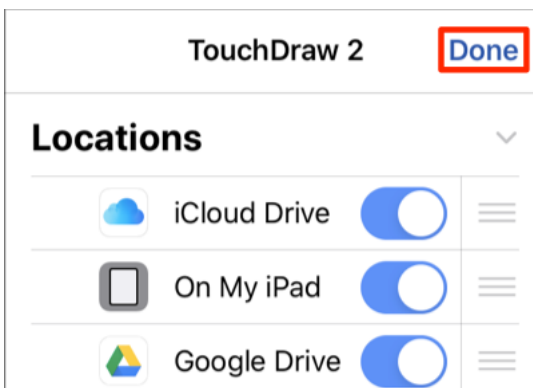 TouchDraw 2 Done
Locations
iCloud Drive
On My iPad
Google Drive